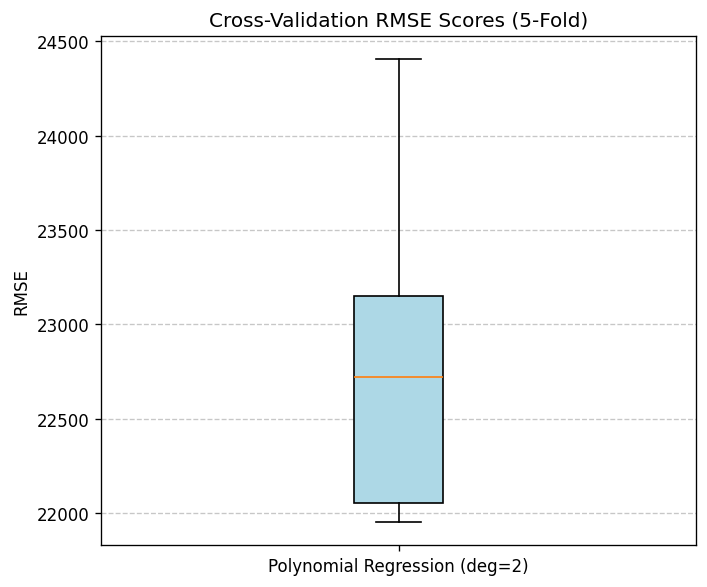 Cross-Validation RMSE Scores (5-Fold)
24500
24000
23500
23000
22500
22000
RMSE
Polynomial Regression (deg=2)